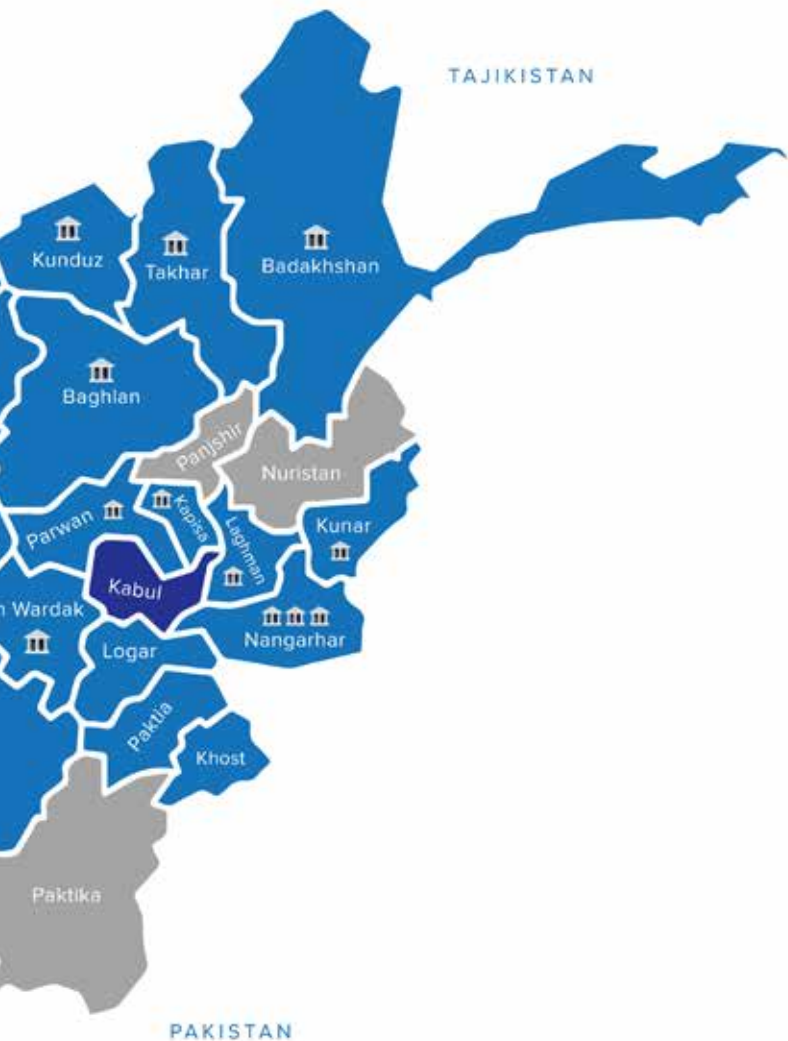 TAJIKISTAN
Kunduz
Takhar
Badakhshan
Baghlan
Panjshir
Nuristan
Parwan
Kapisa
Laghman
Kunar
Kabul
Wardak
Nangarhar
Logar
Paktia
Khost
Paktika
PAKISTAN